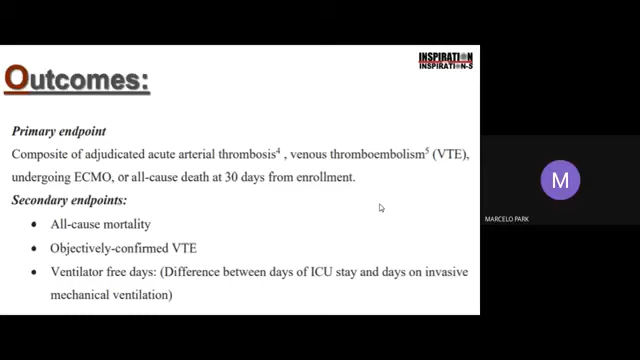 INSPIRATION
INSPIRATION-S
Outcomes:
Primary endpoint
Composite of adjudicated acute arterial thrombosis⁴ , venous thromboembolism⁵ (VTE),
undergoing ECMO, or all-cause death at 30 days from enrollment.
Secondary endpoints:
• All-cause mortality
• Objectively-confirmed VTE
• Ventilator free days: (Difference between days of ICU stay and days on invasive
mechanical ventilation)
M
MARCELO PARK